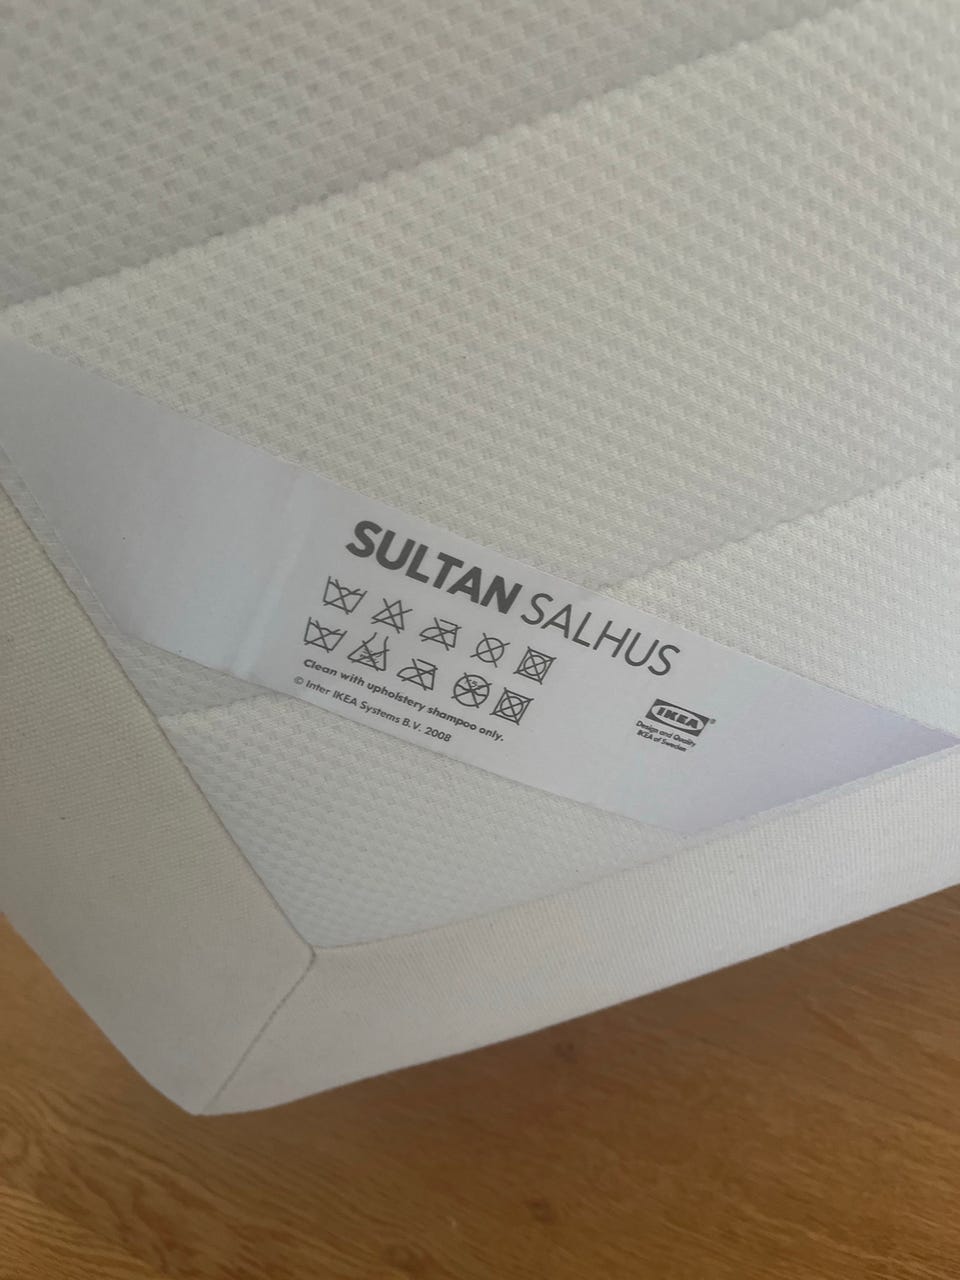 SULTAN SALHUS
Clean with upholstery shampoo only.
© Inter IKEA Systems B.V. 2008
IKEA®
Design and Quality
IKEA of Sweden